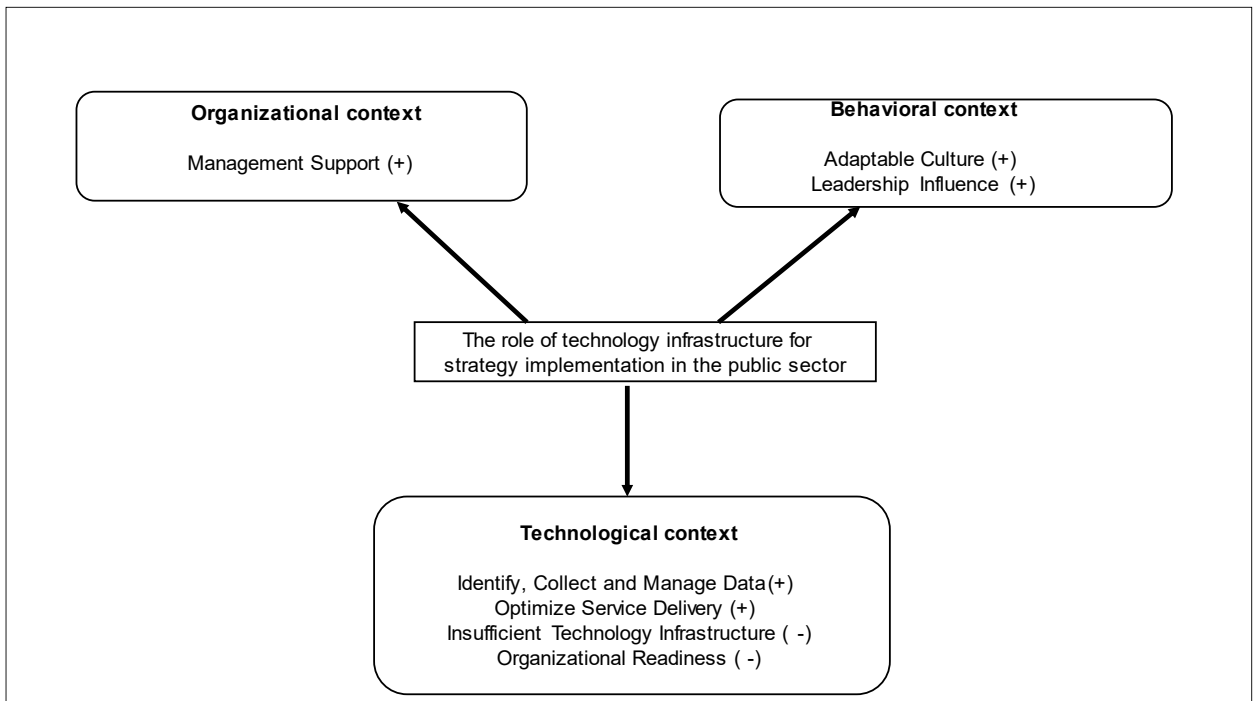 Organizational context
Management Support (+)
Behavioral context
Adaptable Culture (+)
Leadership Influence (+)
The role of technology infrastructure for
strategy implementation in the public sector
Technological context
Identify, Collect and Manage Data(+)
Optimize Service Delivery (+)
Insufficient Technology Infrastructure ( -)
Organizational Readiness ( -)